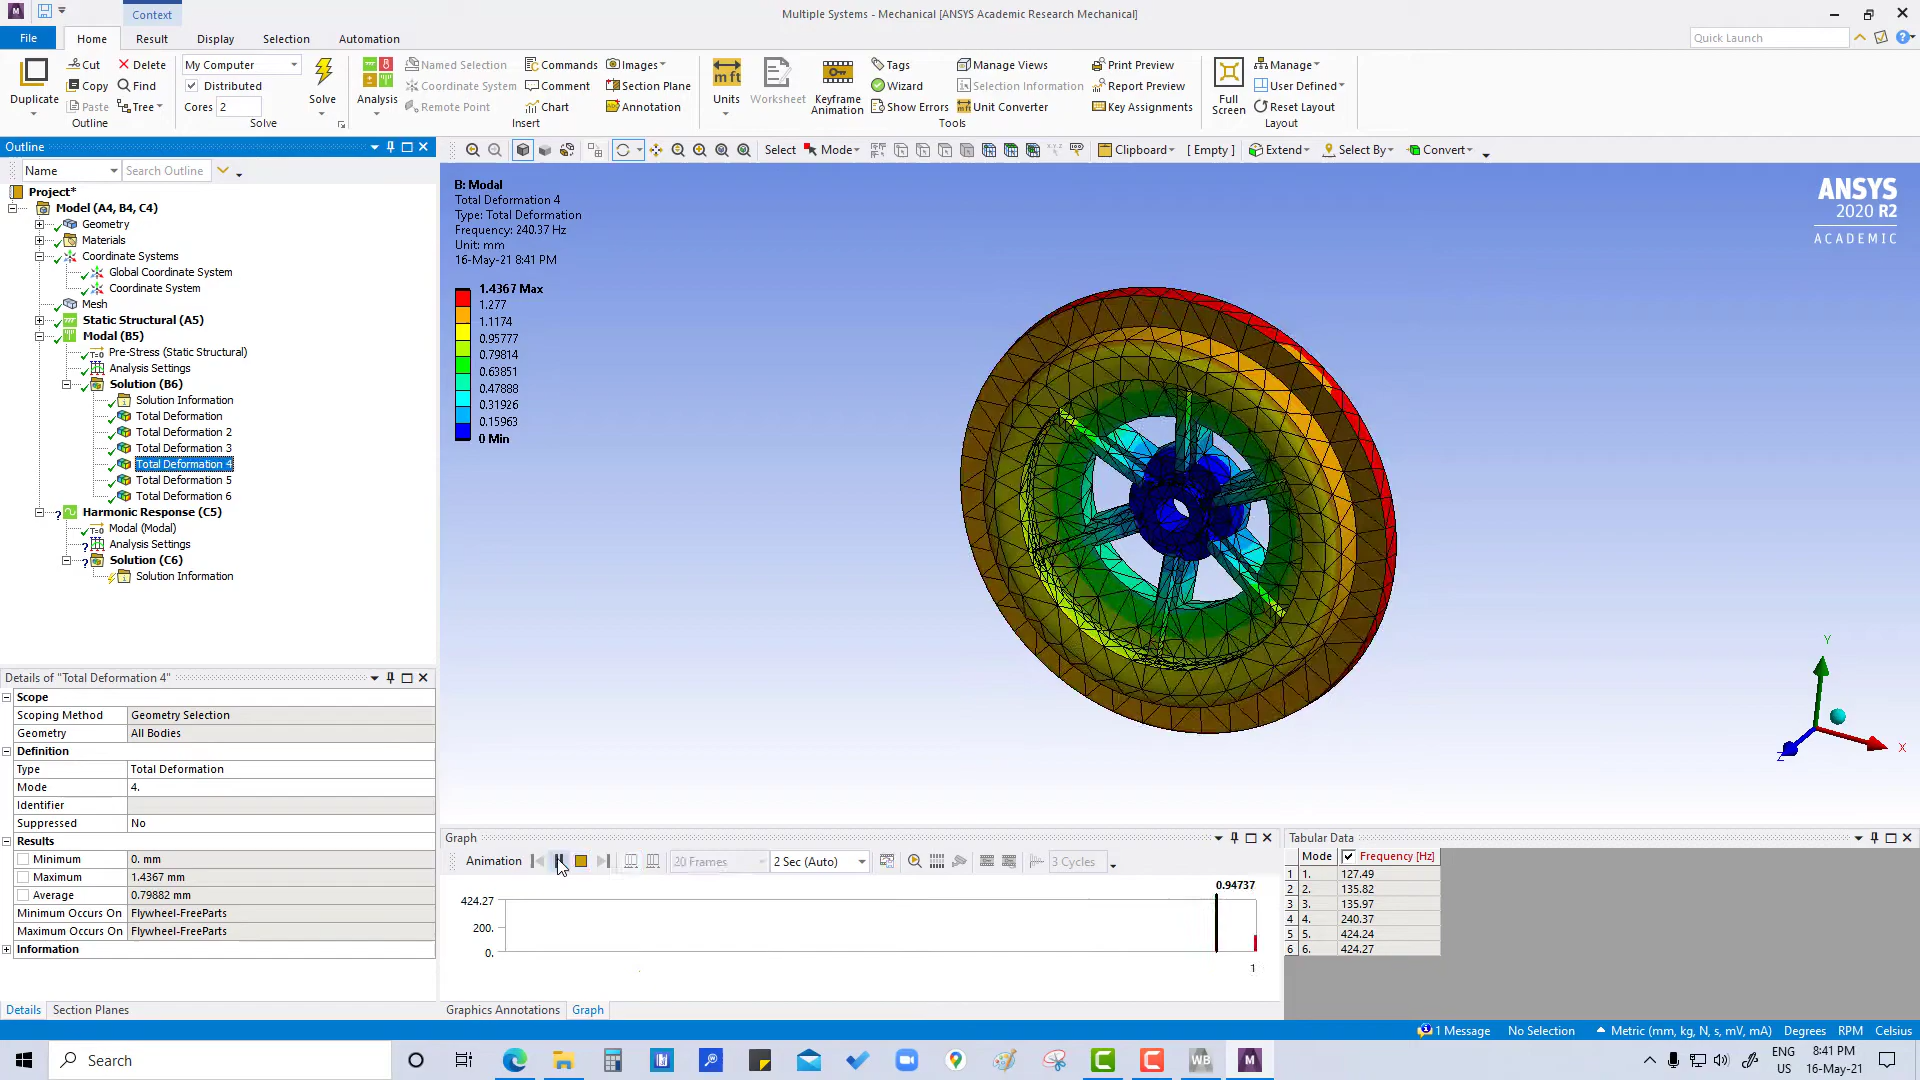 Context
Multiple Systems - Mechanical [ANSYS Academic Research Mechanical]
File
Home
Result
Display
Selection
Automation
Quick Launch
Duplicate
Cut
Copy
Paste
Delete
Find
Tree
Outline
My Computer
Distributed
Cores 2
Solve
Solve
Analysis
Named Selection
Coordinate System
Remote Point
Commands
Comment
Chart
Images
Section Plane
Annotation
Insert
Units
Worksheet
Keyframe
Animation
Tags
Wizard
Show Errors
Manage Views
Selection Information
Unit Converter
Print Preview
Report Preview
Key Assignments
Tools
Full
Screen
Manage
User Defined
Reset Layout
Layout
Outline
Name
Search Outline
Select
Mode
Clipboard
[ Empty ]
Extend
Select By
Convert
Project*
Model (A4, B4, C4)
Geometry
Materials
Coordinate Systems
Global Coordinate System
Coordinate System
Mesh
Static Structural (A5)
Modal (B5)
Pre-Stress (Static Structural)
Analysis Settings
Solution (B6)
Solution Information
Total Deformation
Total Deformation 2
Total Deformation 3
Total Deformation 4
Total Deformation 5
Total Deformation 6
Harmonic Response (C5)
Modal (Modal)
Analysis Settings
Solution (C6)
Solution Information
B: Modal
Total Deformation 4
Type: Total Deformation
Frequency: 240.37 Hz
Unit: mm
16-May-21 8:41 PM
1.4367 Max
1.277
1.1174
0.95777
0.79814
0.63851
0.47888
0.31926
0.15963
0 Min
ANSYS
2020 R2
ACADEMIC
Y
X
Z
Details of "Total Deformation 4"
Scope
Scoping Method Geometry Selection
Geometry All Bodies
Definition
Type Total Deformation
Mode 4.
Identifier
Suppressed No
Results
Minimum 0. mm
Maximum 1.4367 mm
Average 0.79882 mm
Minimum Occurs On Flywheel-FreeParts
Maximum Occurs On Flywheel-FreeParts
Information
Details
Section Planes
Graph
Animation
20 Frames
2 Sec (Auto)
3 Cycles
0.94737
424.27
200.
0.
1
Graphics Annotations
Graph
Tabular Data
Mode Frequency [Hz]
1 1. 127.49
2 2. 135.82
3 3. 135.97
4 4. 240.37
5 5. 424.24
6 6. 424.27
1 Message
No Selection
Metric (mm, kg, N, s, mV, mA)
Degrees
RPM
Celsius
Search
WB
M
ENG
US
8:41 PM
16-May-21